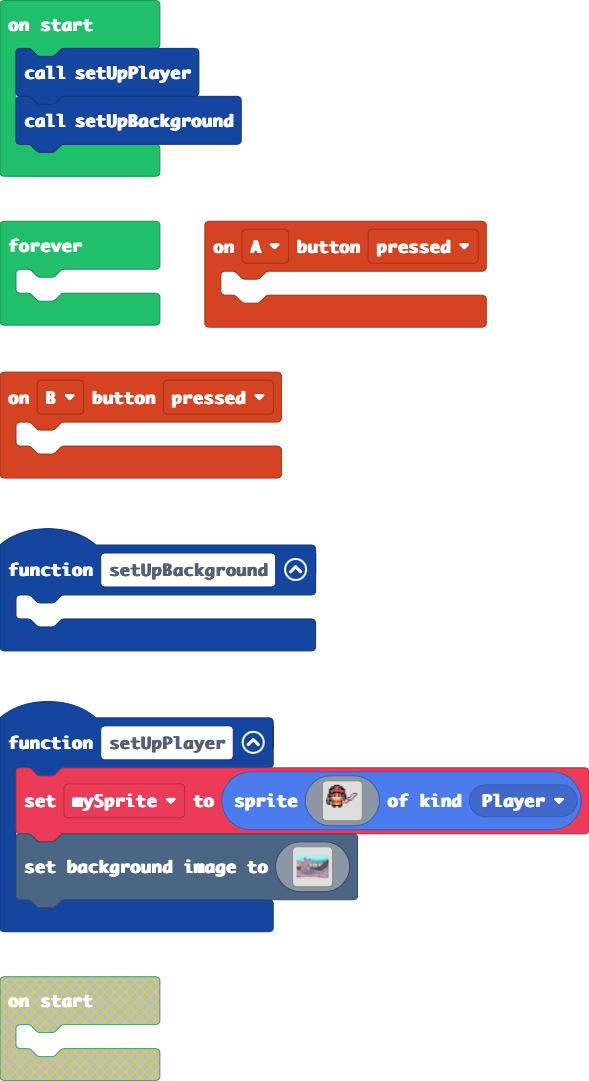 on start
call setUpPlayer
call setUpBackground
forever
on A button pressed
on B button pressed
function setUpBackground
function setUpPlayer
set mySprite to sprite of kind Player
set background image to
on start